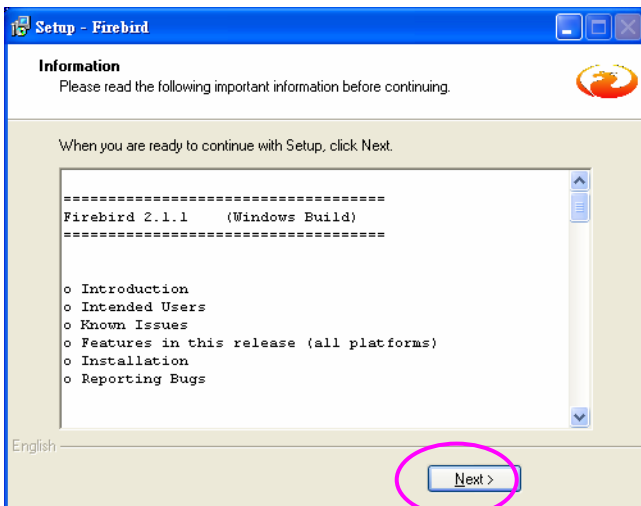 Setup - Firebird
Information
Please read the following important information before continuing.
When you are ready to continue with Setup, click Next.
====================================
Firebird 2.1.1    (Windows Build)
====================================
o Introduction
o Intended Users
o Known Issues
o Features in this release (all platforms)
o Installation
o Reporting Bugs
English
Next >